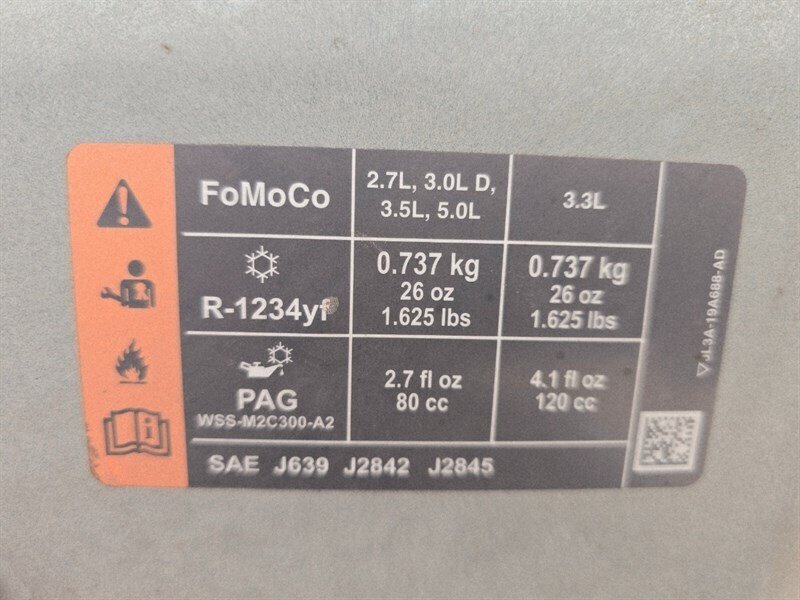 FoMoCo
2.7L, 3.0L D,
3.5L, 5.0L
3.3L
R-1234yf
0.737 kg
26 oz
1.625 lbs
0.737 kg
26 oz
1.625 lbs
PAG
WSS-M2C300-A2
2.7 fl oz
80 cc
4.1 fl oz
120 cc
SAE J639 J2842 J2845
JL3A-19A688-AD